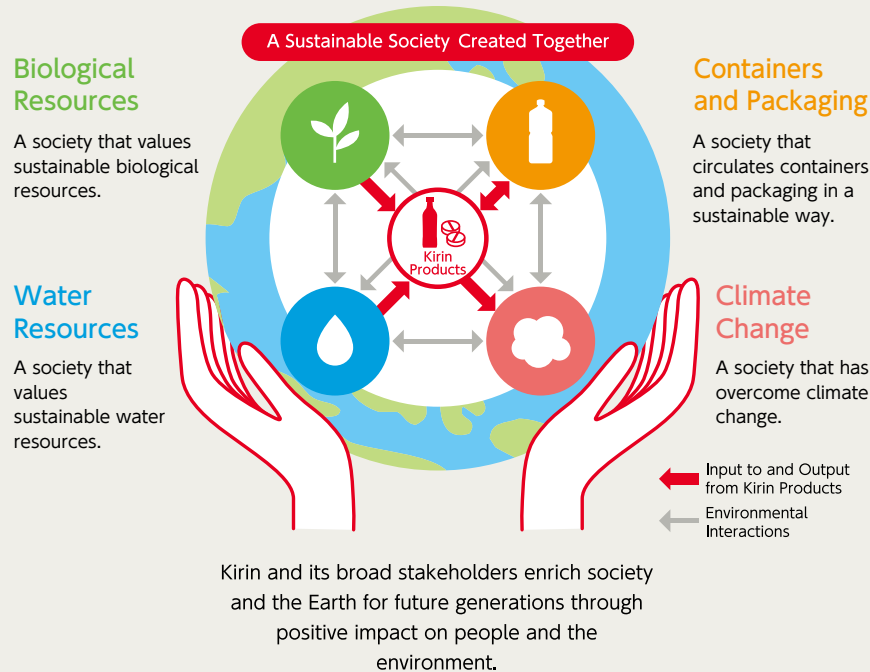 A Sustainable Society Created Together
Biological
Resources
A society that values
sustainable biological
resources.
Containers
and Packaging
A society that
circulates containers
and packaging in a
sustainable way.
Kirin
Products
Water
Resources
A society that
values
sustainable water
resources.
Climate
Change
A society that has
overcome climate
change.
Input to and Output
from Kirin Products
Environmental
Interactions
Kirin and its broad stakeholders enrich society
and the Earth for future generations through
positive impact on people and the
environment.